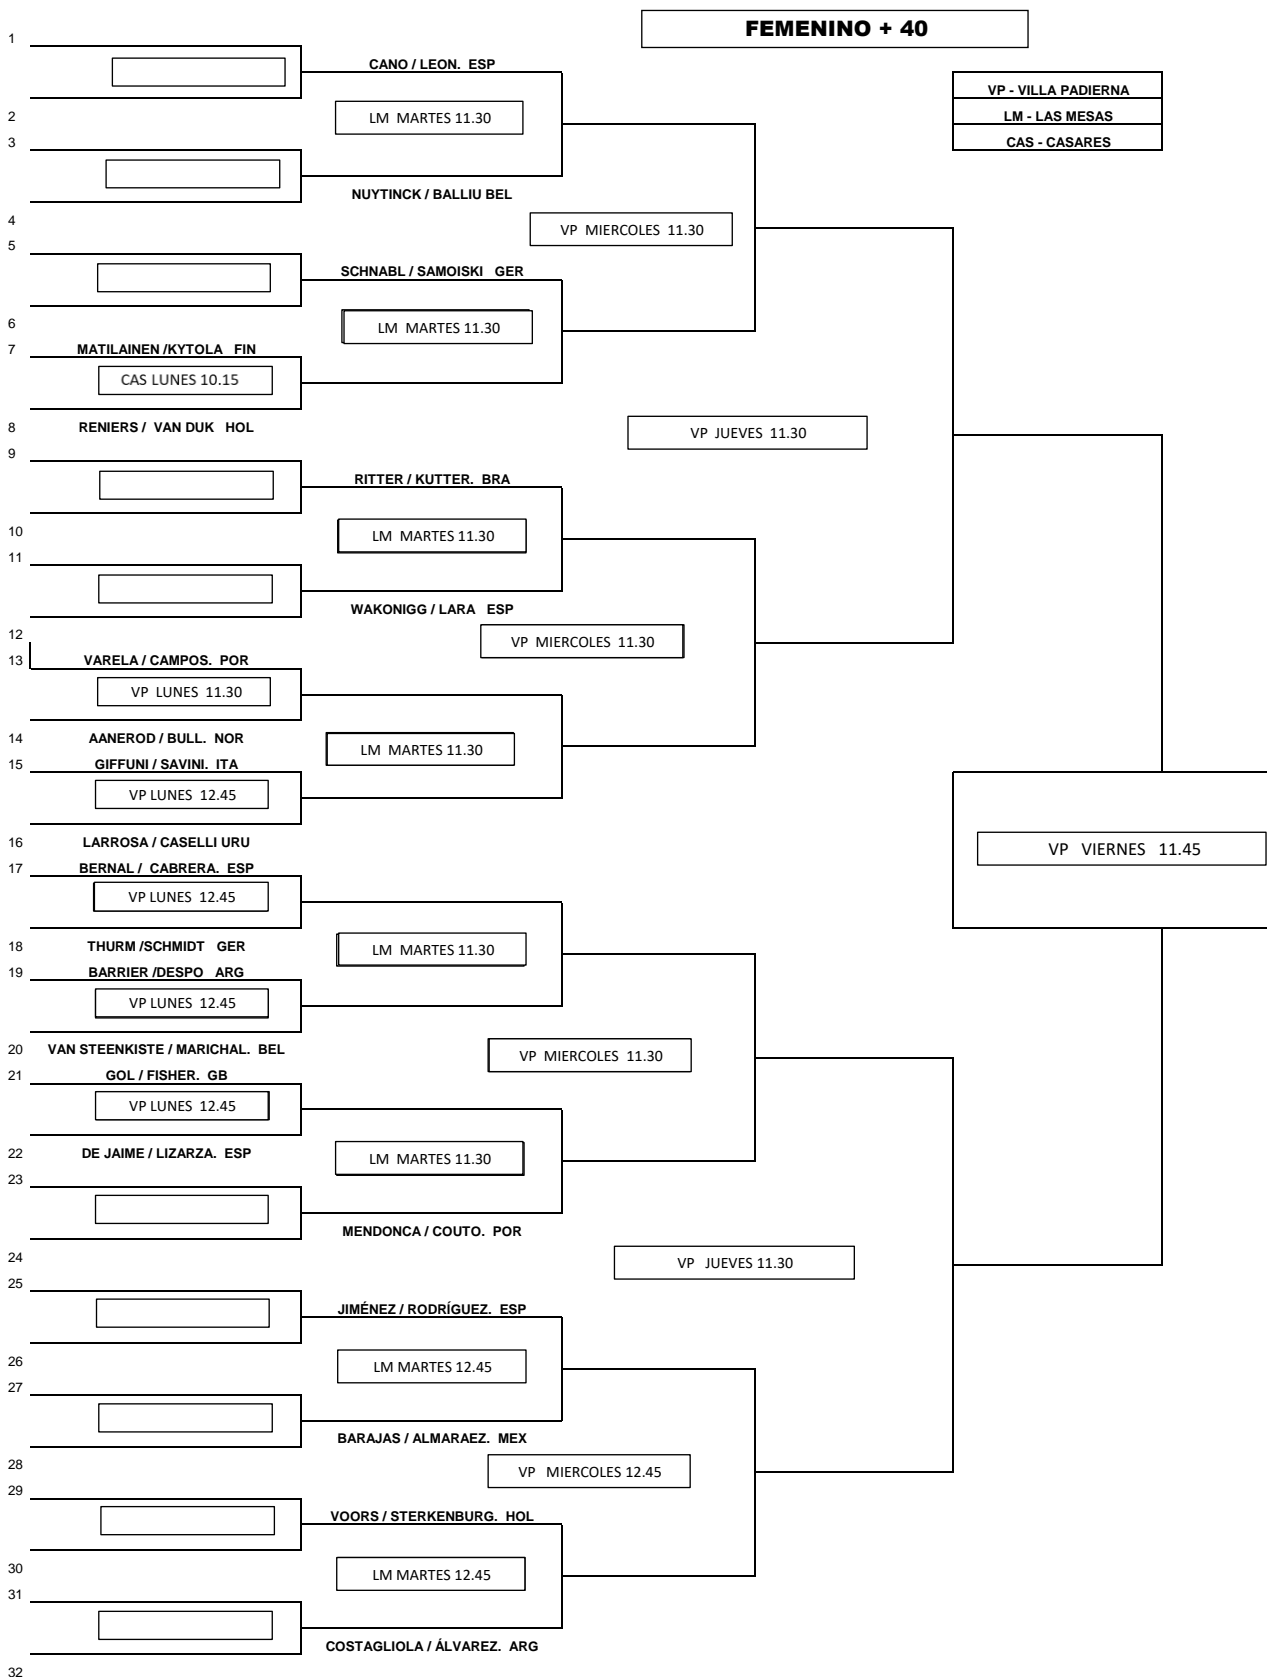 FEMENINO + 40
1
CANO / LEON. ESP
VP - VILLA PADIERNA
LM MARTES 11.30
LM - LAS MESAS
2
3
CAS - CASARES
NUYTINCK / BALLIU BEL
4
VP MIERCOLES 11.30
5
SCHNABL / SAMOISKI GER
6
LM MARTES 11.30
7
MATILAINEN /KYTOLA FIN
CAS LUNES 10.15
8
RENIERS / VAN DUK HOL
VP JUEVES 11.30
9
RITTER / KUTTER. BRA
10
LM MARTES 11.30
11
WAKONIGG / LARA ESP
12
VP MIERCOLES 11.30
13
VARELA / CAMPOS. POR
VP LUNES 11.30
14
AANEROD / BULL. NOR
LM MARTES 11.30
15
GIFFUNI / SAVINI. ITA
VP LUNES 12.45
16
LARROSA / CASELLI URU
VP VIERNES 11.45
17
BERNAL / CABRERA. ESP
VP LUNES 12.45
18
THURM /SCHMIDT GER
LM MARTES 11.30
19
BARRIER /DESPO ARG
VP LUNES 12.45
20
VAN STEENKISTE / MARICHAL. BEL
VP MIERCOLES 11.30
21
GOL / FISHER. GB
VP LUNES 12.45
22
DE JAIME / LIZARZA. ESP
LM MARTES 11.30
23
MENDONCA / COUTO. POR
24
VP JUEVES 11.30
25
JIMÉNEZ / RODRÍGUEZ. ESP
26
LM MARTES 12.45
27
BARAJAS / ALMARAEZ. MEX
28
VP MIERCOLES 12.45
29
VOORS / STERKENBURG. HOL
30
LM MARTES 12.45
31
COSTAGLIOLA / ÁLVAREZ. ARG
32